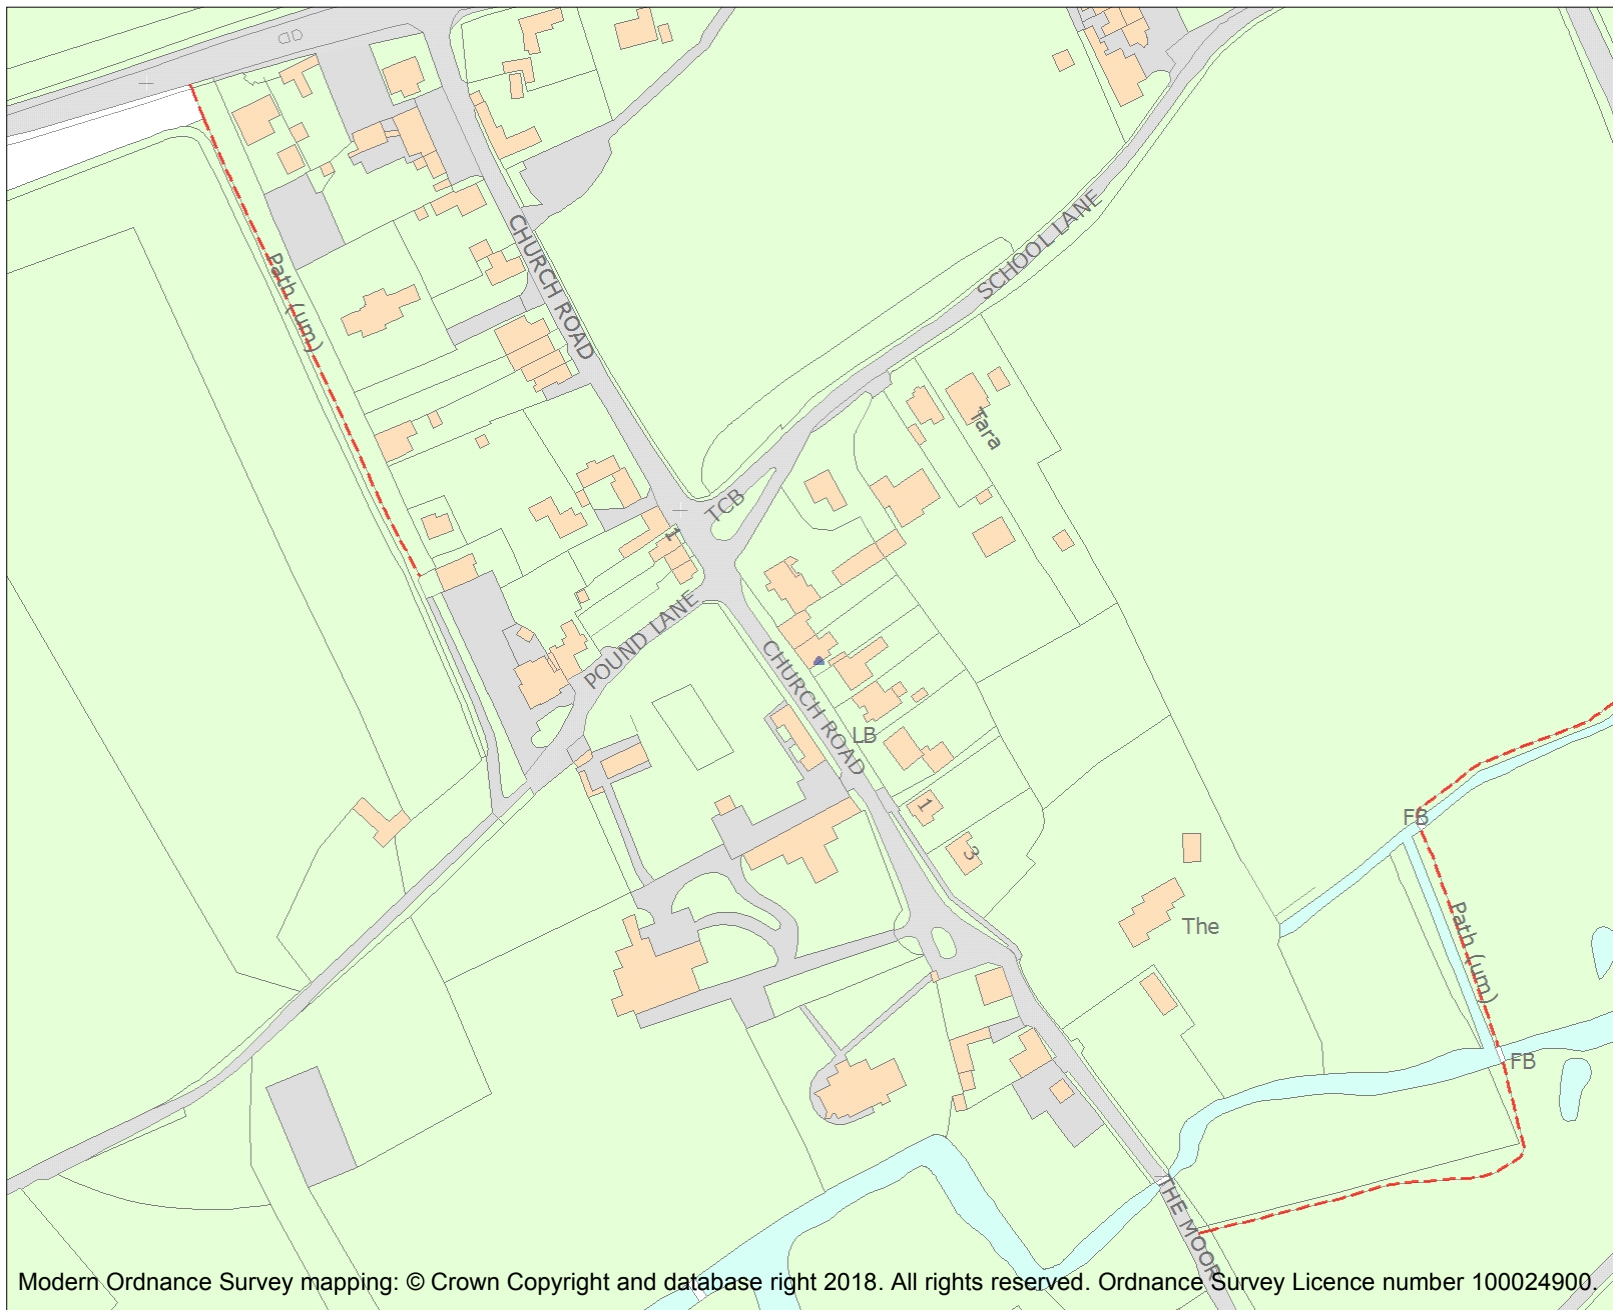 CHURCH ROAD
SCHOOL LANE
Path (um)
Tara
TCB
1
POUND LANE
CHURCH ROAD
LB
1
3
FB
The
Path (um)
FB
THE MOOR
Modern Ordnance Survey mapping: © Crown Copyright and database right 2018. All rights reserved. Ordnance Survey Licence number 100024900.